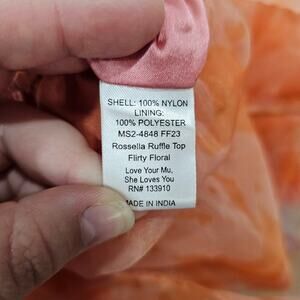 SHELL: 100% NYLON
LINING:
100% POLYESTER
MS2-4848 FF23
Rossella Ruffle Top
Flirty Floral
Love Your Mu,
She Loves You
RN# 133910
MADE IN INDIA